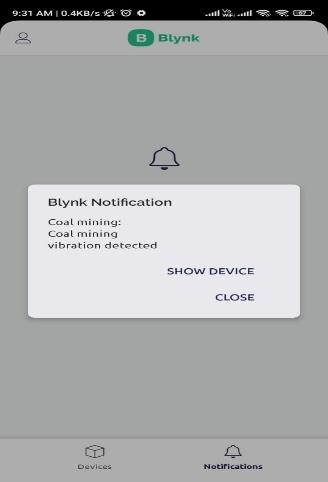 9:31 AM | 0.4KB/s
B Blynk
Blynk Notification
Coal mining:
Coal mining
vibration detected
SHOW DEVICE
CLOSE
Devices
Notifications